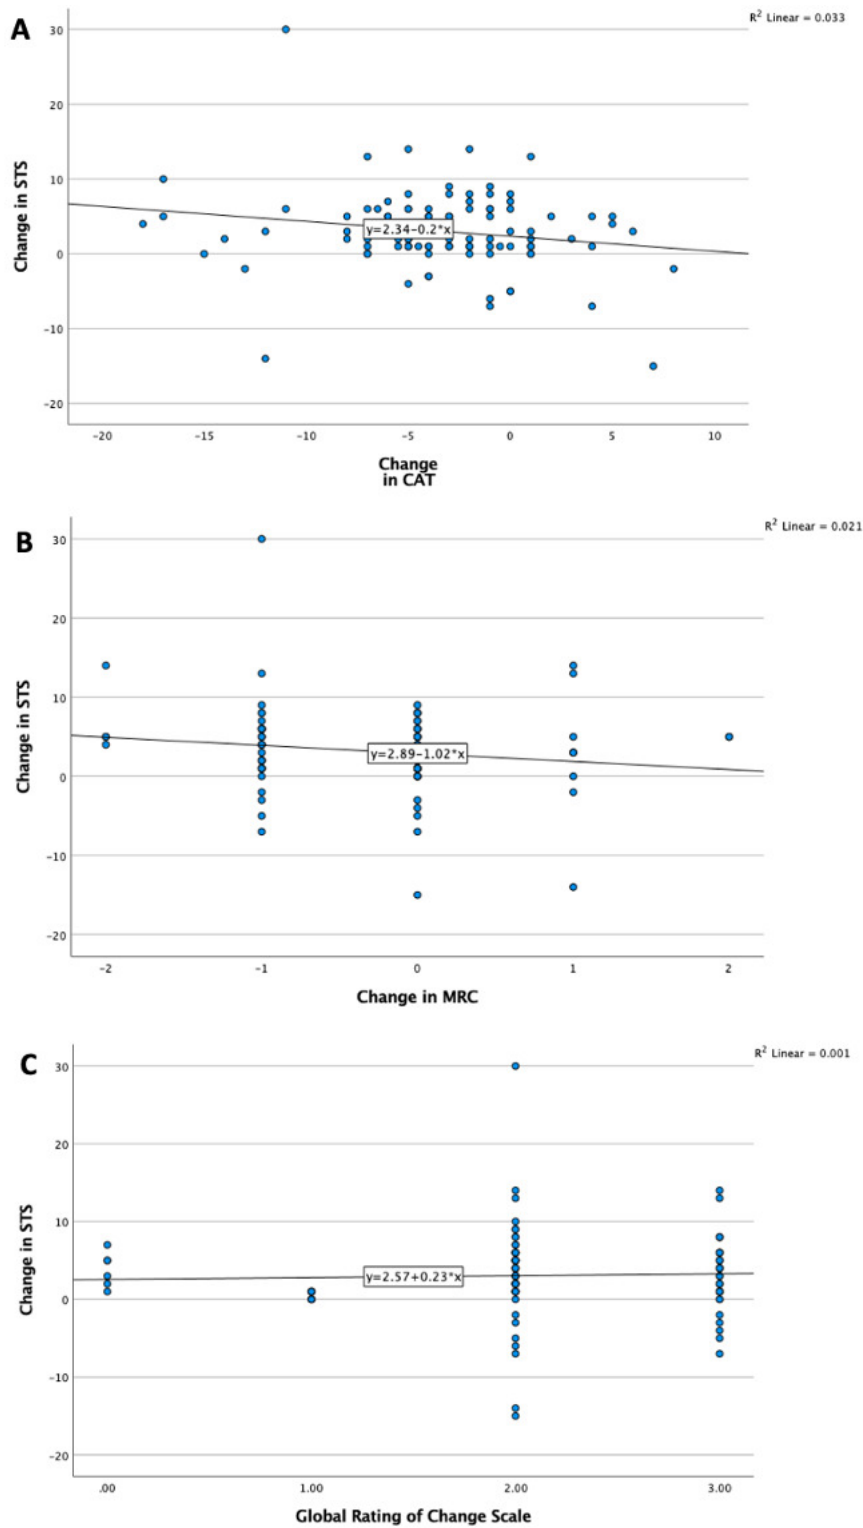 A
R² Linear = 0.033
30
20
10
0
−10
−20
Change in STS
y=2.34−0.2*x
−20 −15 −10 −5 0 5 10
Change
in CAT
B
R² Linear = 0.021
30
20
10
0
−10
−20
Change in STS
y=2.89−1.02*x
−2 −1 0 1 2
Change in MRC
C
R² Linear = 0.001
30
20
10
0
−10
−20
Change in STS
y=2.57+0.23*x
.00 1.00 2.00 3.00
Global Rating of Change Scale